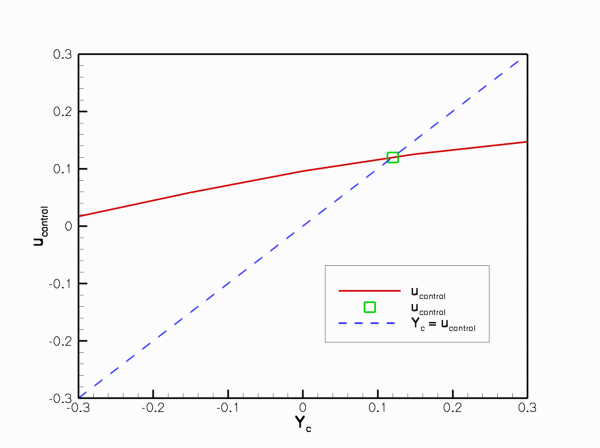 0.3
0.2
0.1
0
-0.1
-0.2
-0.3
u_control
-0.3 -0.2 -0.1 0 0.1 0.2 0.3
Y_c
u_control
u_control
Y_c = u_control